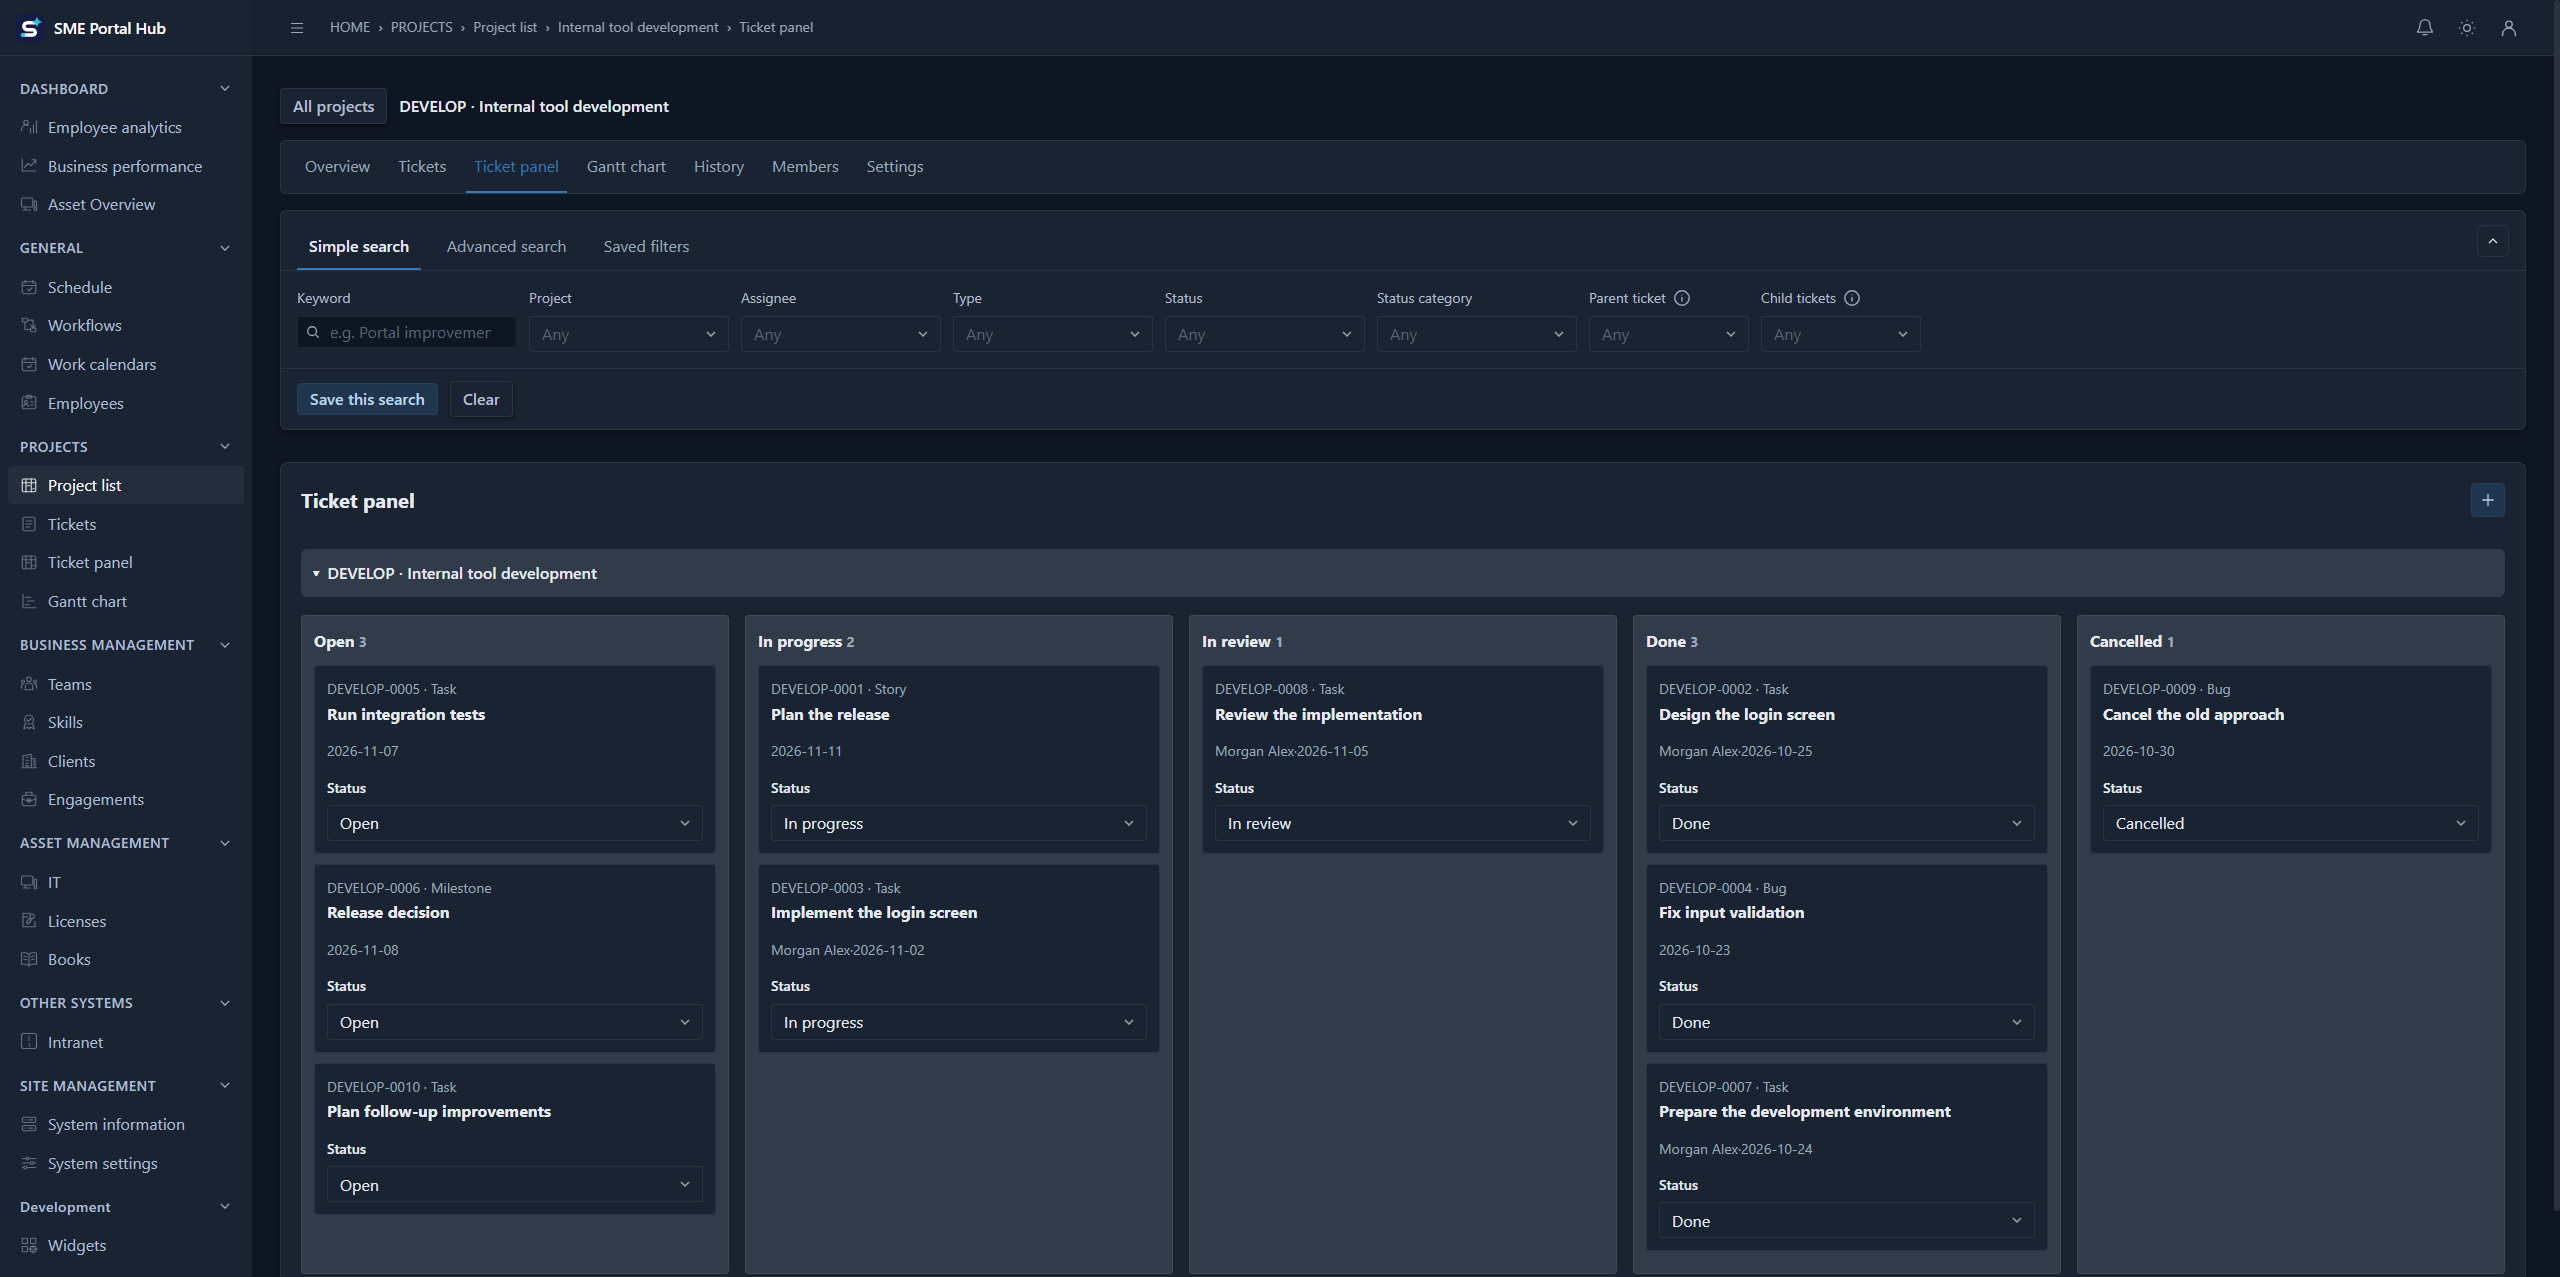 SME Portal Hub
HOME › PROJECTS › Project list › Internal tool development › Ticket panel
DASHBOARD
Employee analytics
Business performance
Asset Overview
GENERAL
Schedule
Workflows
Work calendars
Employees
PROJECTS
Project list
Tickets
Ticket panel
Gantt chart
BUSINESS MANAGEMENT
Teams
Skills
Clients
Engagements
ASSET MANAGEMENT
IT
Licenses
Books
OTHER SYSTEMS
Intranet
SITE MANAGEMENT
System information
System settings
Development
Widgets
All projects DEVELOP · Internal tool development
Overview Tickets Ticket panel Gantt chart History Members Settings
Simple search Advanced search Saved filters
Keyword Project Assignee Type Status Status category Parent ticket Child tickets
e.g. Portal improvemer Any Any Any Any Any Any Any
Save this search Clear
Ticket panel
DEVELOP · Internal tool development
Open 3
DEVELOP-0005 · Task
Run integration tests
2026-11-07
Status
Open
DEVELOP-0006 · Milestone
Release decision
2026-11-08
Status
Open
DEVELOP-0010 · Task
Plan follow-up improvements
Status
Open
In progress 2
DEVELOP-0001 · Story
Plan the release
2026-11-11
Status
In progress
DEVELOP-0003 · Task
Implement the login screen
Morgan Alex·2026-11-02
Status
In progress
In review 1
DEVELOP-0008 · Task
Review the implementation
Morgan Alex·2026-11-05
Status
In review
Done 3
DEVELOP-0002 · Task
Design the login screen
Morgan Alex·2026-10-25
Status
Done
DEVELOP-0004 · Bug
Fix input validation
2026-10-23
Status
Done
DEVELOP-0007 · Task
Prepare the development environment
Morgan Alex·2026-10-24
Status
Done
Cancelled 1
DEVELOP-0009 · Bug
Cancel the old approach
2026-10-30
Status
Cancelled